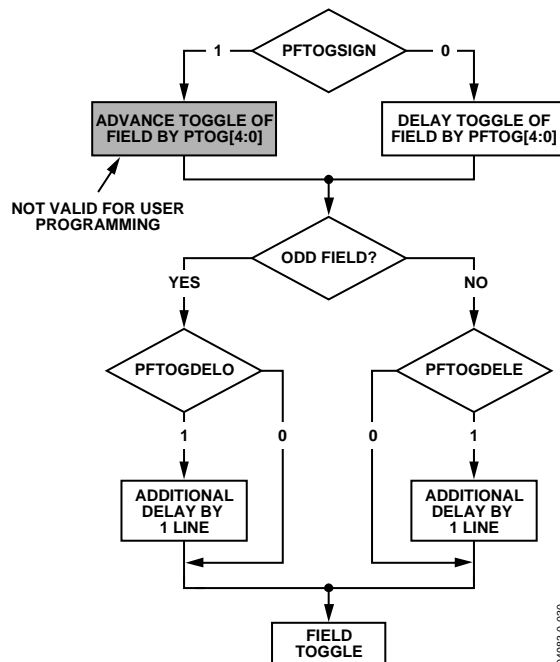 1
PFTOGSIGN
0
ADVANCE TOGGLE OF
FIELD BY PTOG[4:0]
DELAY TOGGLE OF
FIELD BY PFTOG[4:0]
NOT VALID FOR USER
PROGRAMMING
ODD FIELD?
YES
NO
PFTOGDELO
PFTOGDELE
1
0
0
1
ADDITIONAL
DELAY BY
1 LINE
ADDITIONAL
DELAY BY
1 LINE
FIELD
TOGGLE